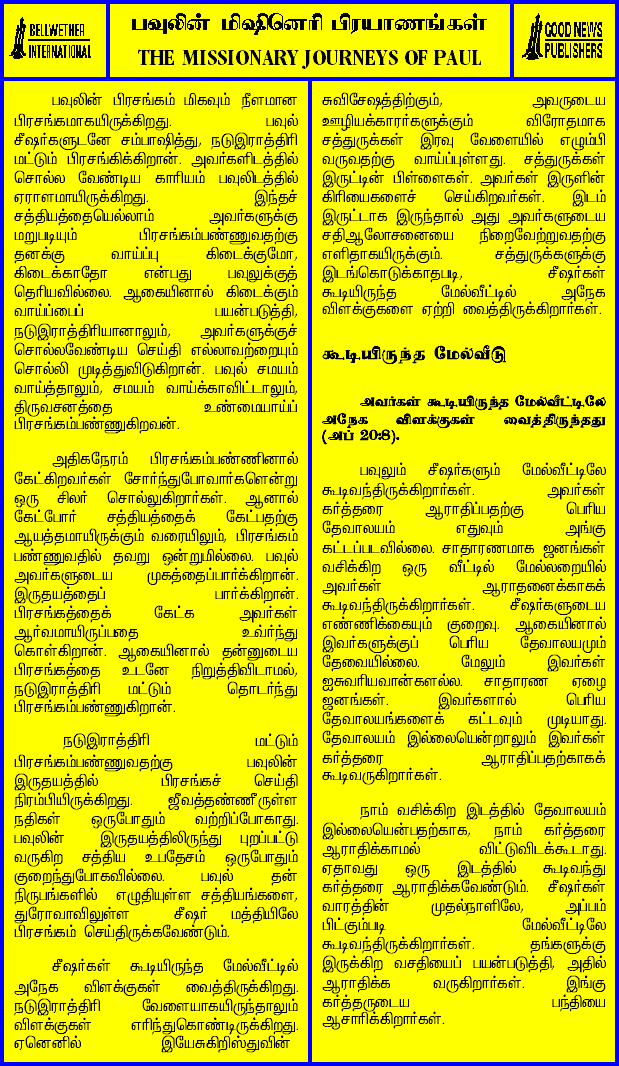 BELLWETHER
INTERNATIONAL
பவுலின் மிஷினெரி பிரயாணங்கள்
THE MISSIONARY JOURNEYS OF PAUL
GOOD NEWS
PUBLISHERS
பவுலின் பிரசங்கம் மிகவும் நீளமான
பிரசங்கமாகயிருக்கிறது. பவுல்
சீஷர்களுடனே சம்பாஷித்து, நடுஇராத்திரி
மட்டும் பிரசங்கிக்கிறான். அவர்களிடத்தில்
சொல்ல வேண்டிய காரியம் பவுலிடத்தில்
ஏராளமாயிருக்கிறது. இந்தச்
சத்தியத்தையெல்லாம் அவர்களுக்கு
மறுபடியும் பிரசங்கம்பண்ணுவதற்கு
தனக்கு வாய்ப்பு கிடைக்குமோ,
கிடைக்காதோ என்பது பவுலுக்குத்
தெரியவில்லை. ஆகையினால் கிடைக்கும்
வாய்ப்பைப் பயன்படுத்தி,
நடுஇராத்திரியானாலும், அவர்களுக்குச்
சொல்லவேண்டிய செய்தி எல்லாவற்றையும்
சொல்லி முடித்துவிடுகிறான். பவுல் சமயம்
வாய்த்தாலும், சமயம் வாய்க்காவிட்டாலும்,
திருவசனத்தை உண்மையாய்ப்
பிரசங்கம்பண்ணுகிறவன்.
அதிகநேரம் பிரசங்கம்பண்ணினால்
கேட்கிறவர்கள் சோர்ந்துபோவார்களென்று
ஒரு சிலர் சொல்லுகிறார்கள். ஆனால்
கேட்போர் சத்தியத்தைக் கேட்பதற்கு
ஆயத்தமாயிருக்கும் வரையிலும், பிரசங்கம்
பண்ணுவதில் தவறு ஒன்றுமில்லை. பவுல்
அவர்களுடைய முகத்தைப்பார்க்கிறான்.
இருதயத்தைப் பார்க்கிறான்.
பிரசங்கத்தைக் கேட்க அவர்கள்
ஆர்வமாயிருப்பதை உவ்ர்ந்து
கொள்கிறான். ஆகையினால் தன்னுடைய
பிரசங்கத்தை உடனே நிறுத்திவிடாமல்,
நடுஇராத்திரி மட்டும் தொடர்ந்து
பிரசங்கம்பண்ணுகிறான்.
நடுஇராத்திரி மட்டும்
பிரசங்கம்பண்ணுவதற்கு பவுலின்
இருதயத்தில் பிரசங்கச் செய்தி
நிரம்பியிருக்கிறது. ஜீவத்தண்ணீருள்ள
நதிகள் ஒருபோதும் வற்றிப்போகாது.
பவுலின் இருதயத்திலிருந்து புறப்பட்டு
வருகிற சத்திய உபதேசம் ஒருபோதும்
குறைந்துபோகவில்லை. பவுல் தன்
நிருபங்களில் எழுதியுள்ள சத்தியங்களை,
துரோவாவிலுள்ள சீஷர் மத்தியிலே
பிரசங்கம் செய்திருக்கவேண்டும்.
சீஷர்கள் கூடியிருந்த மேல்வீட்டில்
அநேக விளக்குகள் வைத்திருக்கிறது.
நடுஇராத்திரி வேளையாகயிருந்தாலும்
விளக்குகள் எரிந்துகொண்டிருக்கிறது.
ஏனெனில் இயேசுகிறிஸ்துவின்
சுவிசேஷத்திற்கும், அவருடைய
ஊழியக்காரர்களுக்கும் விரோதமாக
சத்துருக்கள் இரவு வேளையில் எழும்பி
வருவதற்கு வாய்ப்புள்ளது. சத்துருக்கள்
இருட்டின் பிள்ளைகள். அவர்கள் இருளின்
கிரியைகளைச் செய்கிறவர்கள். இடம்
இருட்டாக இருந்தால் அது அவர்களுடைய
சதிஆலோசனையை நிறைவேற்றுவதற்கு
எளிதாகயிருக்கும். சத்துருக்களுக்கு
இடங்கொடுக்காதபடி, சீஷர்கள்
கூடியிருந்த மேல்வீட்டில் அநேக
விளக்குகளை ஏற்றி வைத்திருக்கிறார்கள்.
கூடியிருந்த மேல்வீடு
அவர்கள் கூடியிருந்த மேல்வீட்டிலே
அநேக விளக்குகள் வைத்திருந்தது
(அப் 20:8).
பவுலும் சீஷர்களும் மேல்வீட்டிலே
கூடிவந்திருக்கிறார்கள். அவர்கள்
கர்த்தரை ஆராதிப்பதற்கு பெரிய
தேவாலயம் எதுவும் அங்கு
கட்டப்படவில்லை. சாதாரணமாக ஜனங்கள்
வசிக்கிற ஒரு வீட்டில் மேல்லறையில்
அவர்கள் ஆராதனைக்காகக்
கூடிவந்திருக்கிறார்கள். சீஷர்களுடைய
எண்ணிக்கையும் குறைவு. ஆகையினால்
இவர்களுக்குப் பெரிய தேவாலயமும்
தேவையில்லை. மேலும் இவர்கள்
ஐசுவரியவான்களல்ல. சாதாரண ஏழை
ஜனங்கள். இவர்களால் பெரிய
தேவாலயங்களைக் கட்டவும் முடியாது.
தேவாலயம் இல்லையென்றாலும் இவர்கள்
கர்த்தரை ஆராதிப்பதற்காகக்
கூடிவருகிறார்கள்.
நாம் வசிக்கிற இடத்தில் தேவாலயம்
இல்லையென்பதற்காக, நாம் கர்த்தரை
ஆராதிக்காமல் விட்டுவிடக்கூடாது.
ஏதாவது ஒரு இடத்தில் கூடிவந்து
கர்த்தரை ஆராதிக்கவேண்டும். சீஷர்கள்
வாரத்தின் முதல்நாளிலே, அப்பம்
பிட்கும்படி மேல்வீட்டிலே
கூடிவந்திருக்கிறார்கள். தங்களுக்கு
இருக்கிற வசதியைப் பயன்படுத்தி, அதில்
ஆராதிக்க வருகிறார்கள். இங்கு
கர்த்தருடைய பந்தியை
ஆசாரிக்கிறார்கள்.